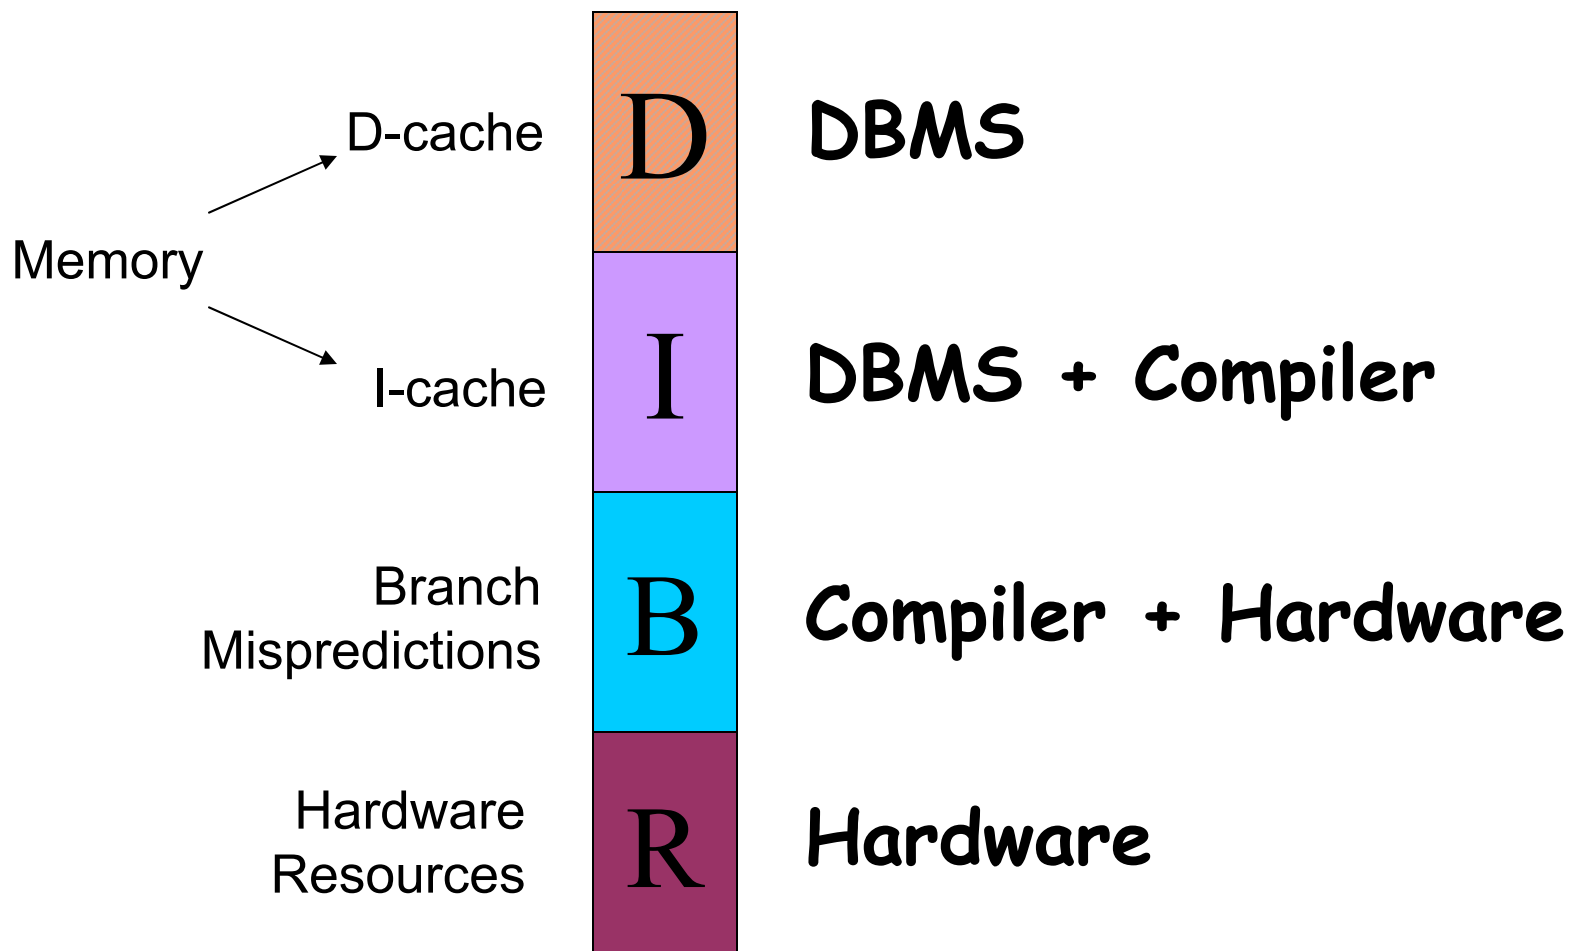 D-cache
D
DBMS
Memory
I-cache
I
DBMS + Compiler
Branch
Mispredictions
B
Compiler + Hardware
Hardware
Resources
R
Hardware